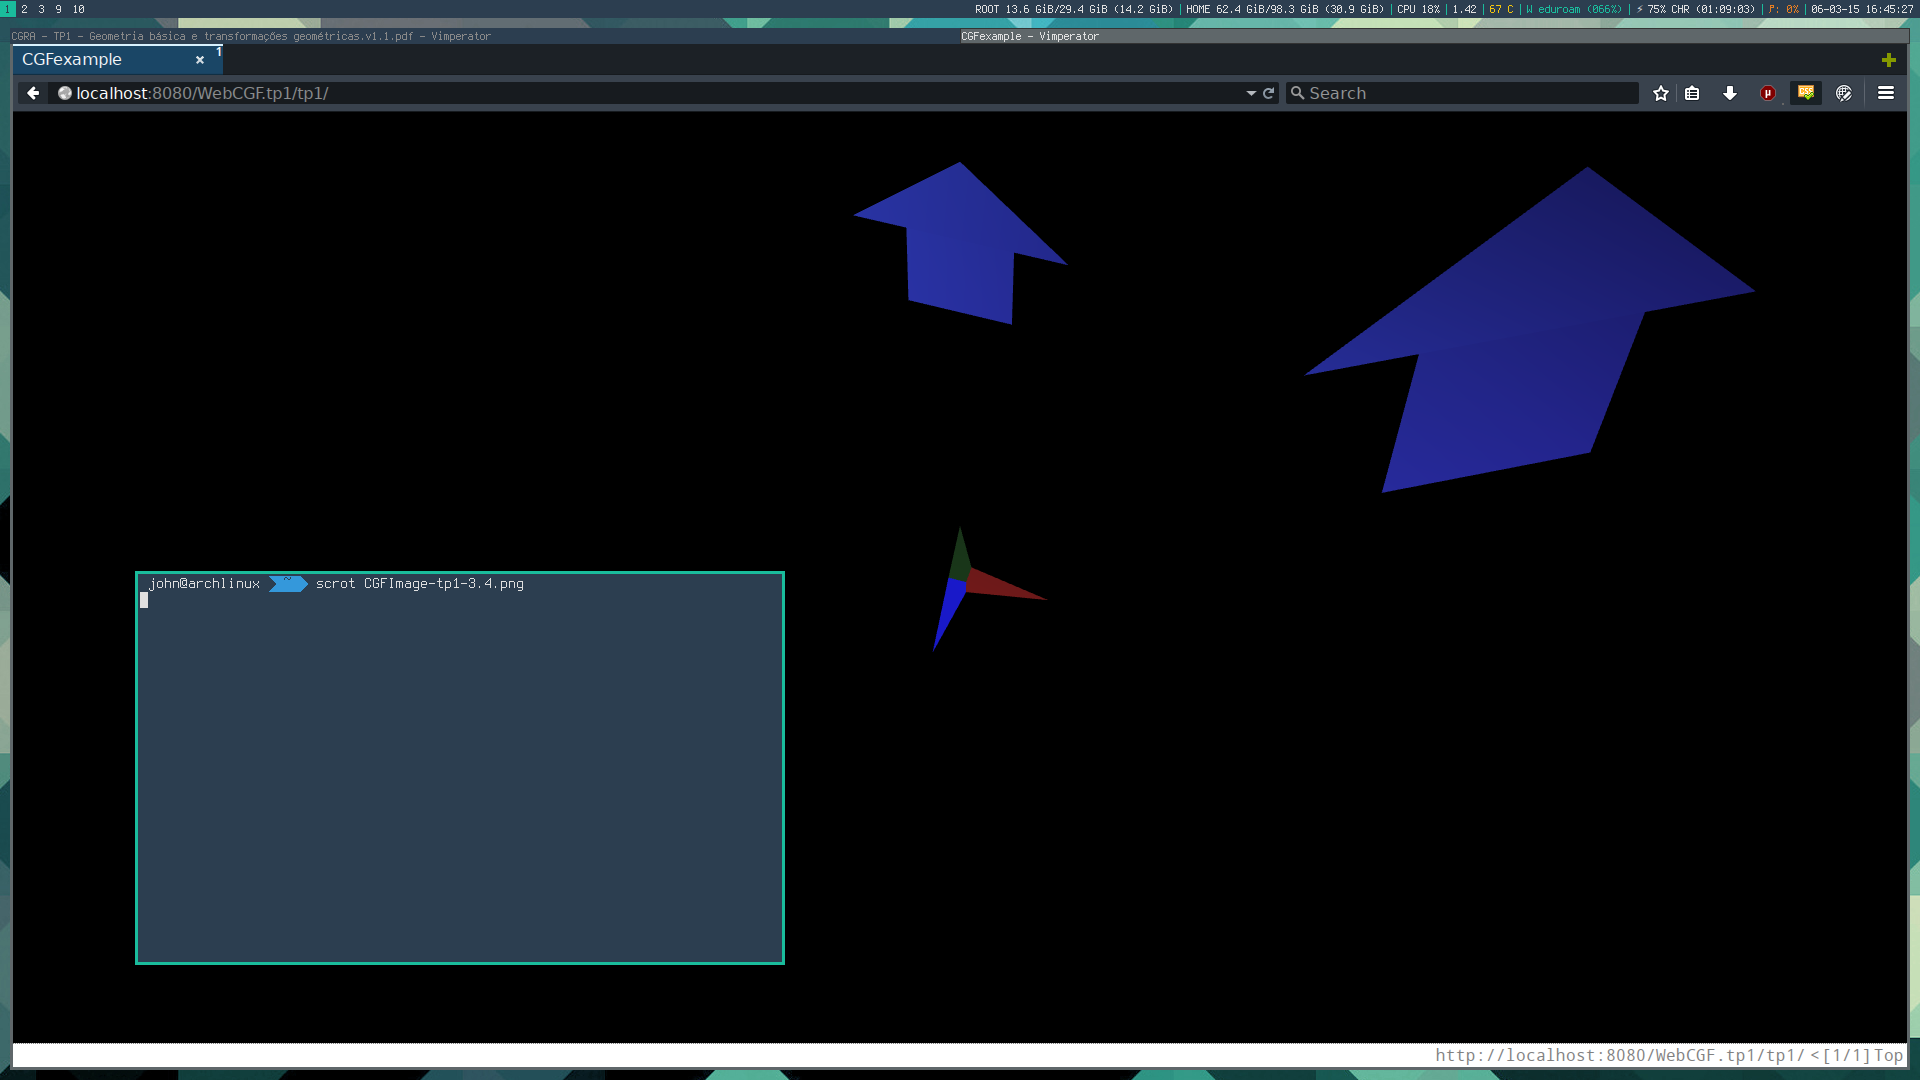 1 2 3 9 10 ROOT 13.6 GiB/29.4 GiB (14.2 GiB) | HOME 62.4 GiB/98.3 GiB (30.9 GiB) | CPU 18% | 1.42 | 67 C | W eduroam (066%) | ⚡ 75% CHR (01:09:03) | P: 0% | 06-03-15 16:45:27
CGRA - TP1 - Geometria básica e transformações geométricas.v1.1.pdf - Vimperator
CGFexample - Vimperator
CGFexample × 1
localhost:8080/WebCGF.tp1/tp1/
Search
john@archlinux ~ scrot CGFImage-tp1-3.4.png
http://localhost:8080/WebCGF.tp1/tp1/ <[1/1] Top